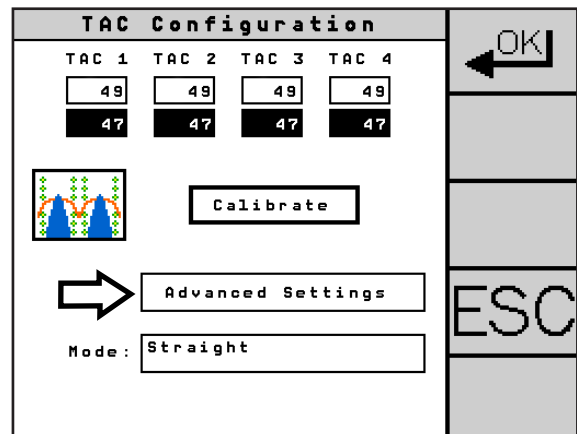 TAC Configuration
OK
TAC 1 TAC 2 TAC 3 TAC 4
49 49 49 49
47 47 47 47
Calibrate
Advanced Settings
ESC
Mode: Straight